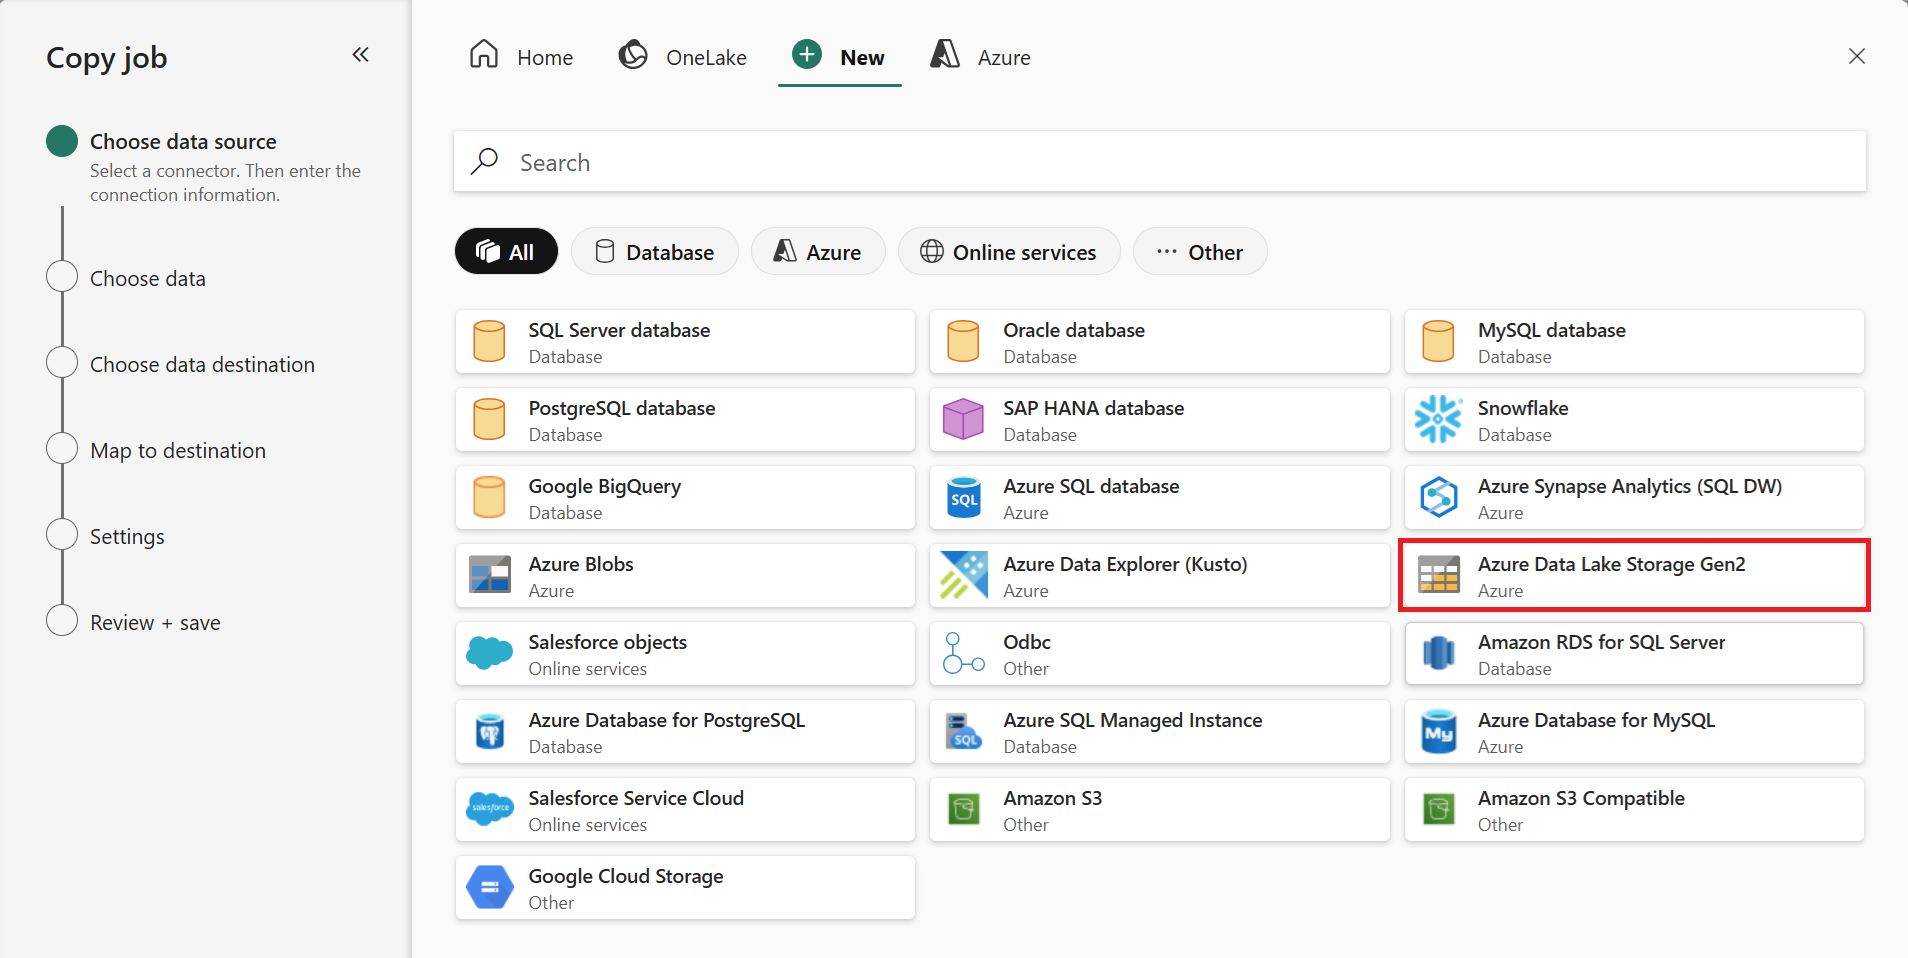 Copy job
Choose data source
Select a connector. Then enter the
connection information.
Choose data
Choose data destination
Map to destination
Settings
Review + save
Home
OneLake
New
Azure
Search
All
Database
Azure
Online services
Other
SQL Server database
Database
Oracle database
Database
MySQL database
Database
PostgreSQL database
Database
SAP HANA database
Database
Snowflake
Database
Google BigQuery
Database
SQL
Azure SQL database
Azure
Azure Synapse Analytics (SQL DW)
Azure
Azure Blobs
Azure
Azure Data Explorer (Kusto)
Azure
Azure Data Lake Storage Gen2
Azure
Salesforce objects
Online services
Odbc
Other
Amazon RDS for SQL Server
Database
Azure Database for PostgreSQL
Database
SQL
Azure SQL Managed Instance
Database
My
Azure Database for MySQL
Azure
salesforce
Salesforce Service Cloud
Online services
Amazon S3
Other
Amazon S3 Compatible
Other
Google Cloud Storage
Other